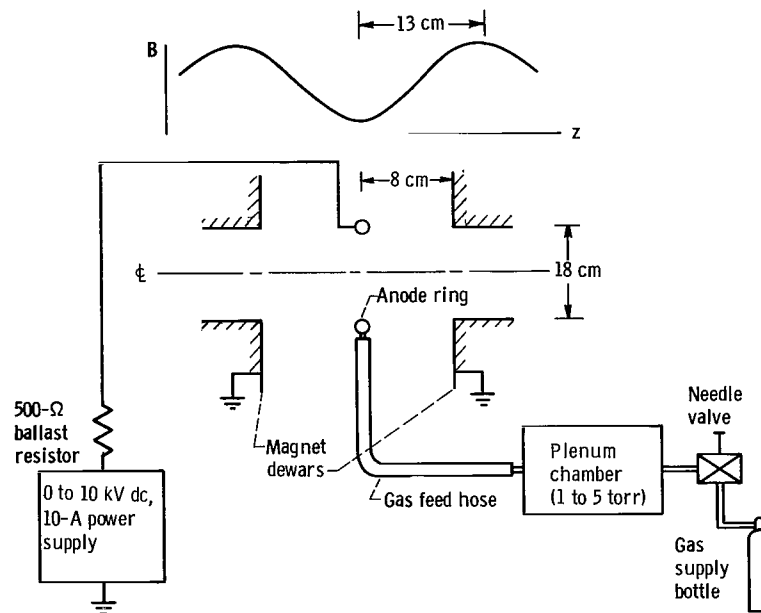 13 cm
B
z
8 cm
℄
18 cm
Anode ring
500-Ω
ballast
resistor
Magnet
dewars
Gas feed hose
Plenum
chamber
(1 to 5 torr)
Needle
valve
0 to 10 kV dc,
10-A power
supply
Gas
supply
bottle